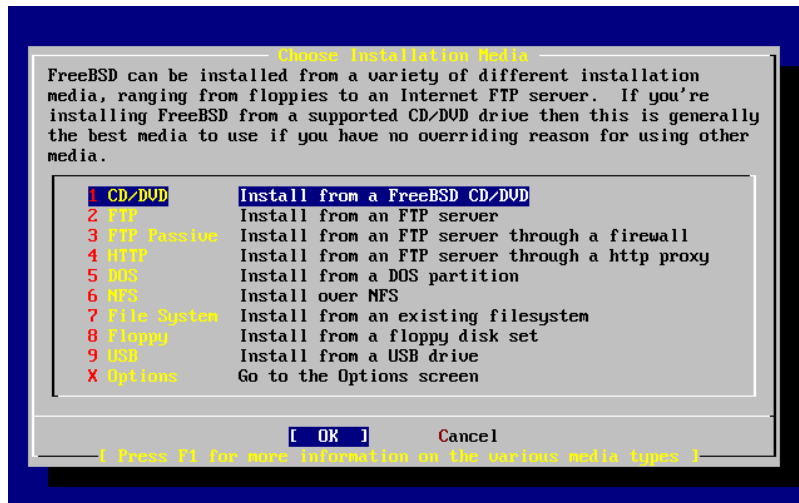 Choose Installation Media
FreeBSD can be installed from a variety of different installation
media, ranging from floppies to an Internet FTP server.  If you're
installing FreeBSD from a supported CD/DVD drive then this is generally
the best media to use if you have no overriding reason for using other
media.
1 CD/DVD Install from a FreeBSD CD/DVD
2 FTP Install from an FTP server
3 FTP Passive Install from an FTP server through a firewall
4 HTTP Install from an FTP server through a http proxy
5 DOS Install from a DOS partition
6 NFS Install over NFS
7 File System Install from an existing filesystem
8 Floppy Install from a floppy disk set
9 USB Install from a USB drive
X Options Go to the Options screen
[ OK ] Cancel
[ Press F1 for more information on the various media types ]